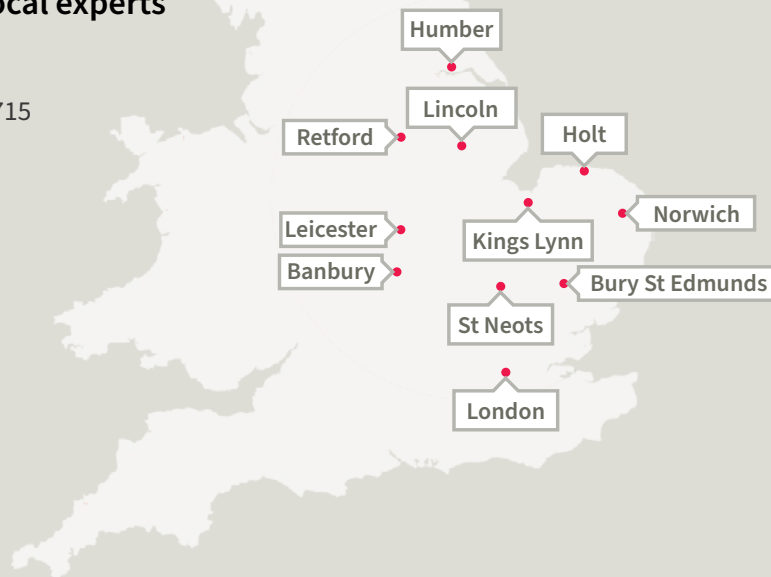 ocal experts
Humber
715
Lincoln
Retford
Holt
Norwich
Leicester
Kings Lynn
Banbury
Bury St Edmunds
St Neots
London